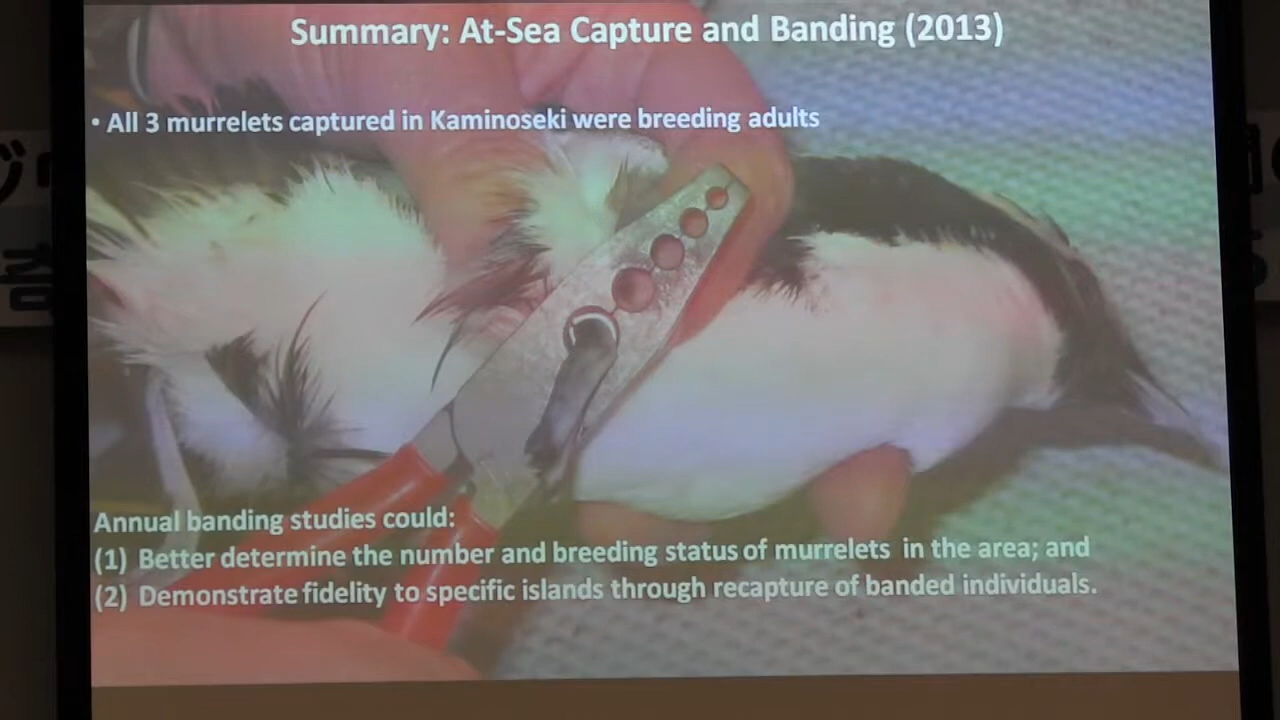 Summary: At-Sea Capture and Banding (2013)
• All 3 murrelets captured in Kaminoseki were breeding adults
Annual banding studies could:
(1) Better determine the number and breeding status of murrelets in the area; and
(2) Demonstrate fidelity to specific islands through recapture of banded individuals.